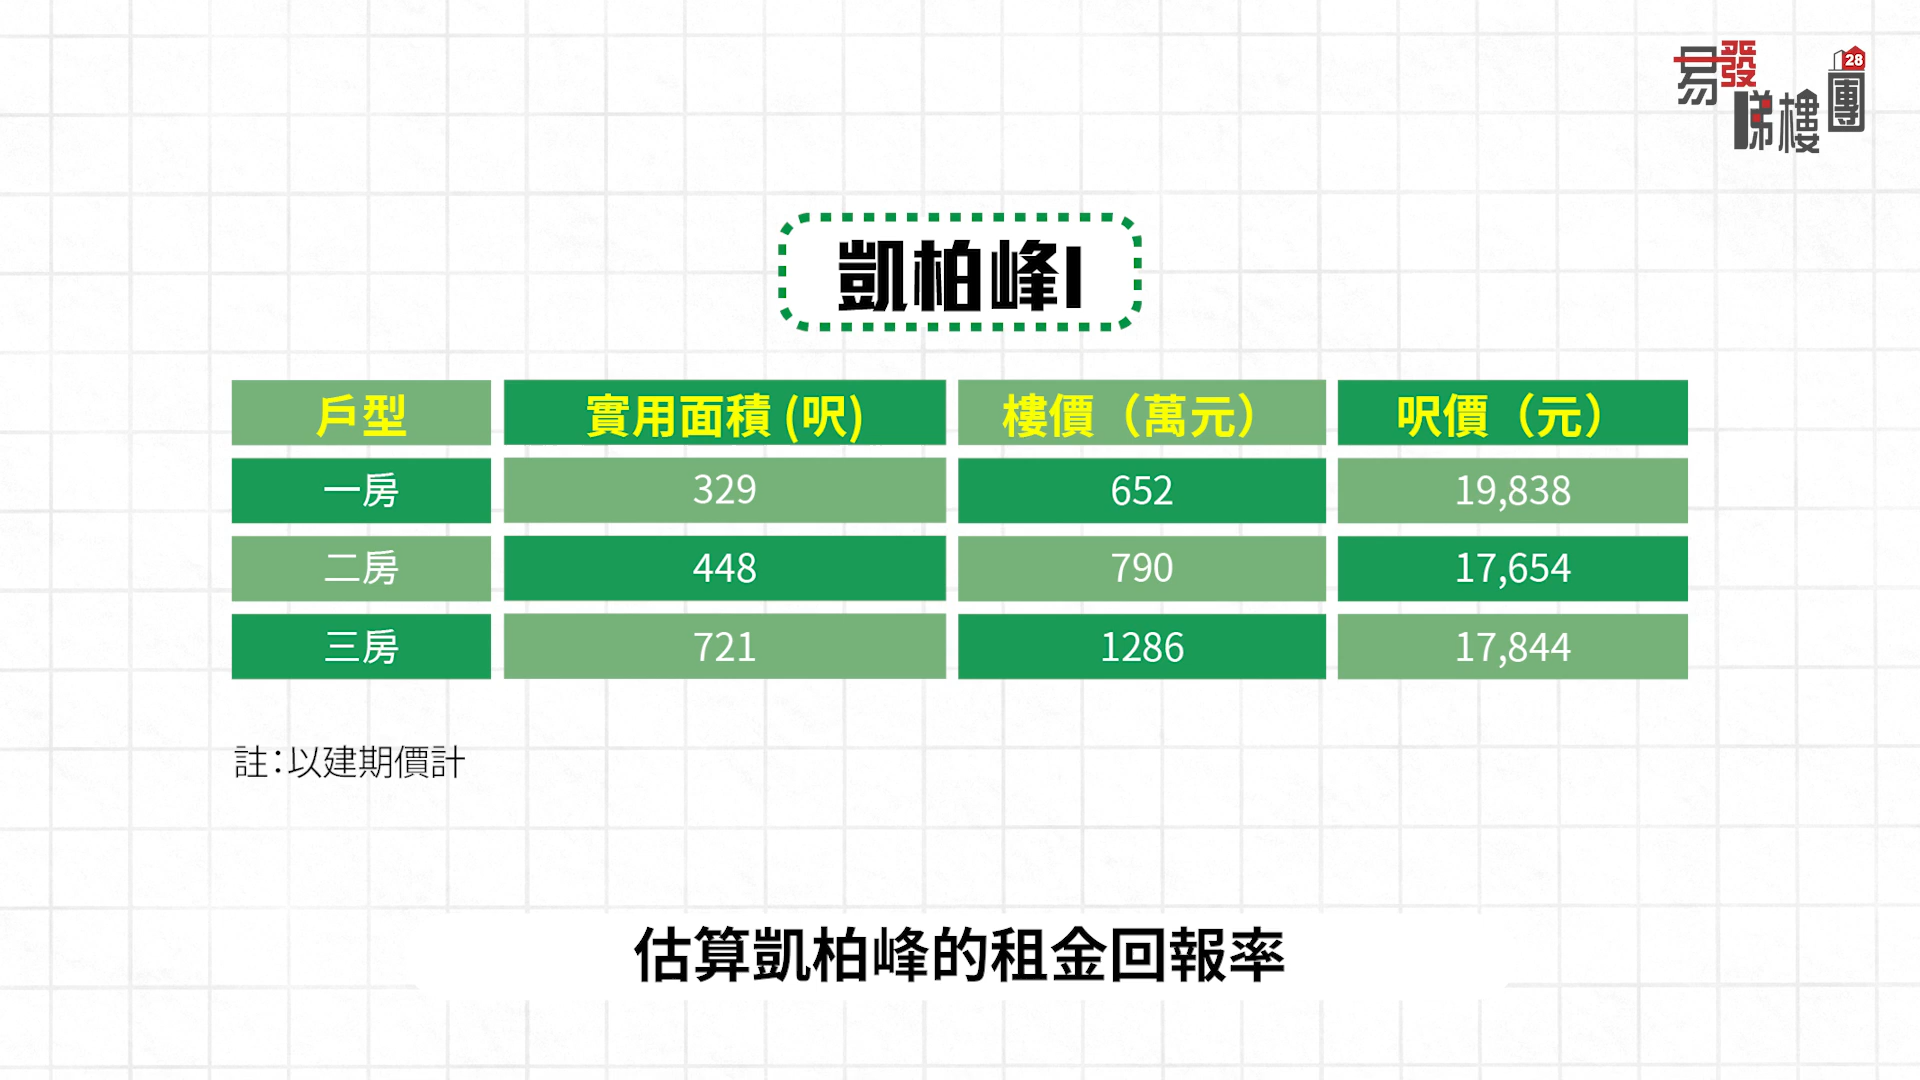 易發睇樓團 28
凱柏峰I
戶型 實用面積 (呎) 樓價（萬元） 呎價（元）
一房 329 652 19,838
二房 448 790 17,654
三房 721 1286 17,844
註：以建期價計
估算凱柏峰的租金回報率